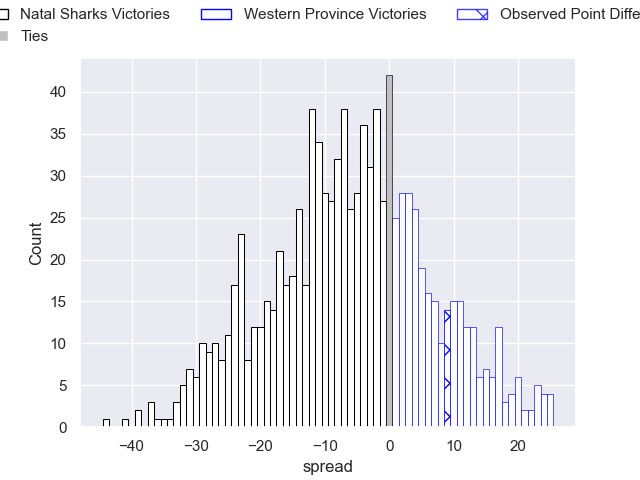 Natal Sharks Victories Western Province Victories Observed Point Diffe
Ties
40
35
30
25
20
15
10
5
0
Count
−40 −30 −20 −10 0 10 20
spread